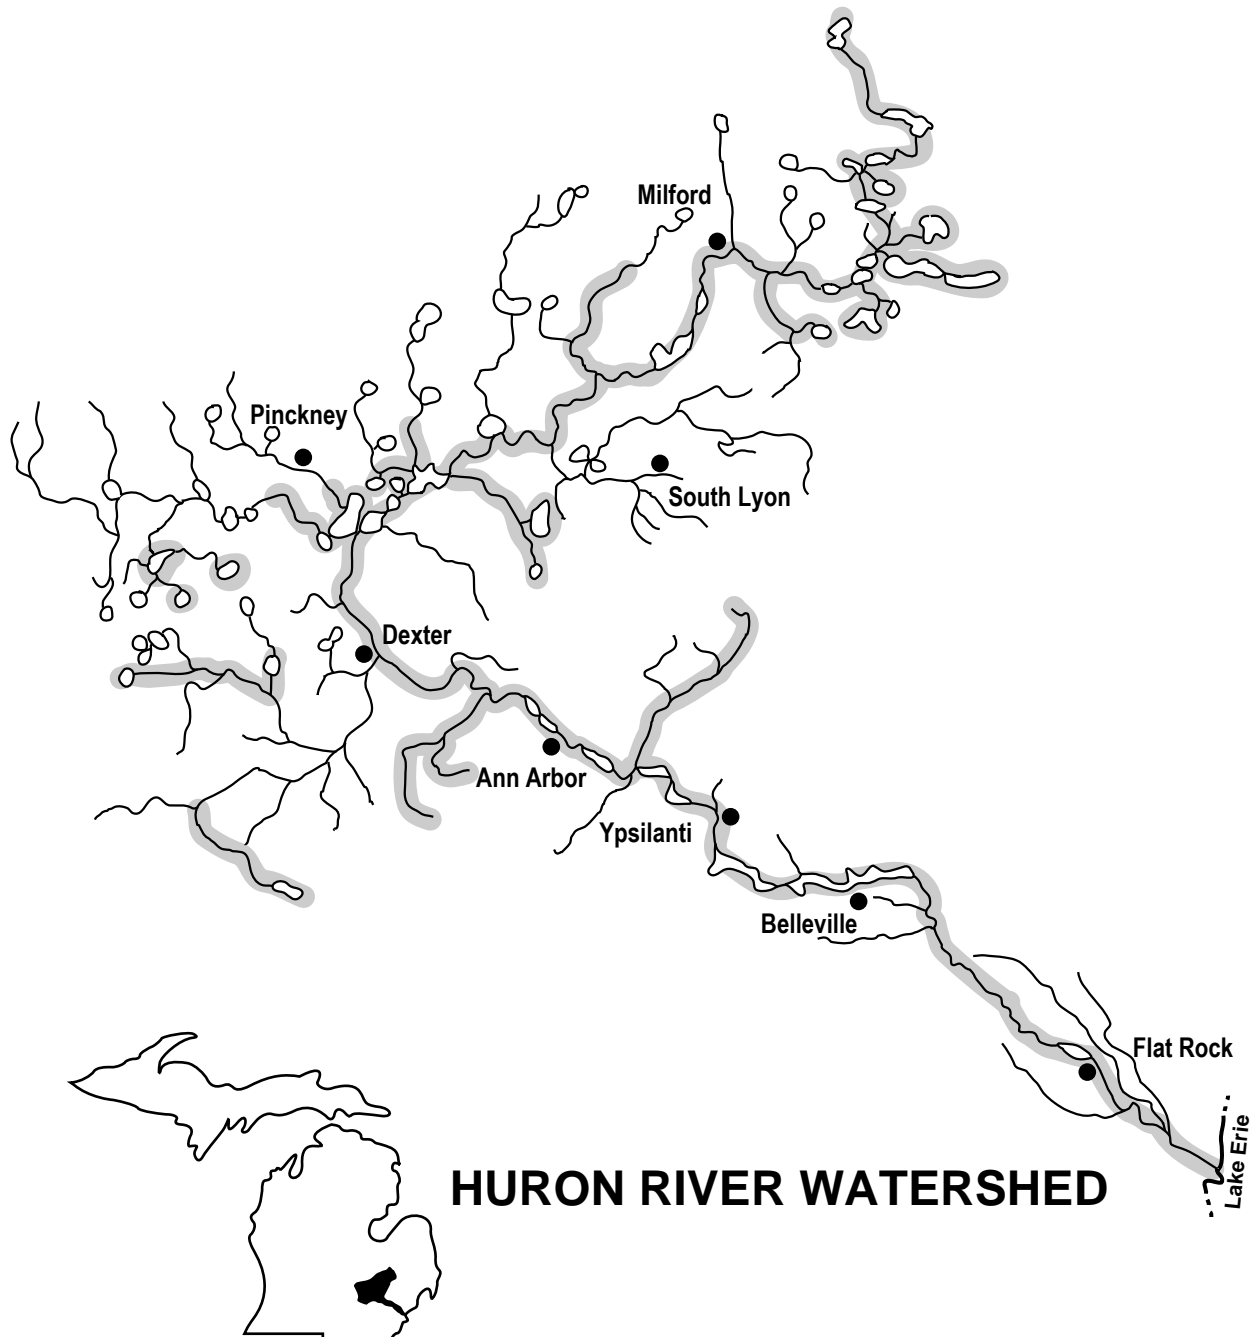 Milford
Pinckney
South Lyon
Dexter
Ann Arbor
Ypsilanti
Belleville
Flat Rock
Lake Erie
HURON RIVER WATERSHED